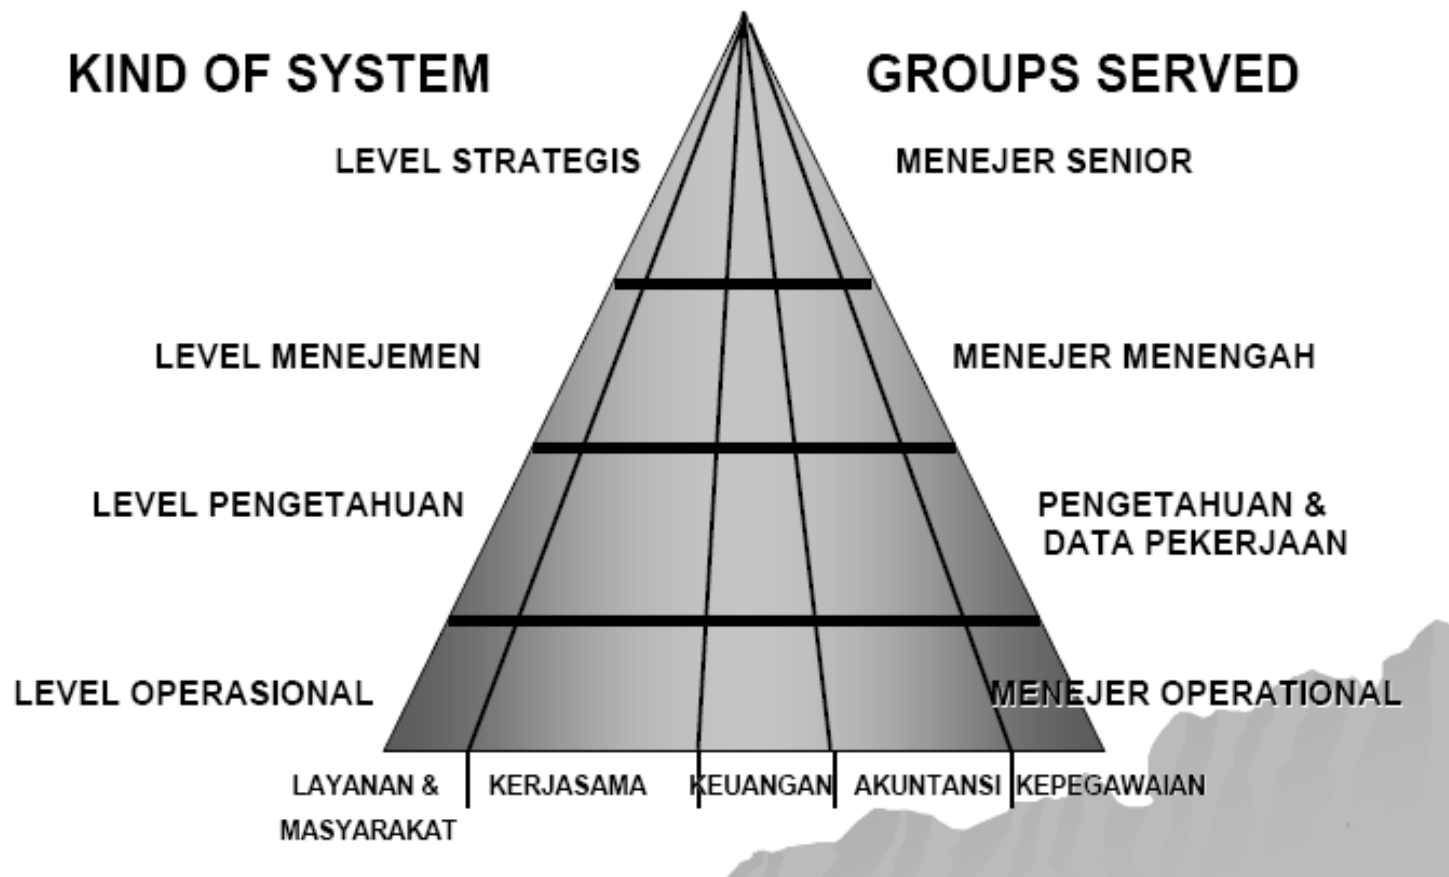 KIND OF SYSTEM
GROUPS SERVED
LEVEL STRATEGIS
MENEJER SENIOR
LEVEL MENEJEMEN
MENEJER MENENGAH
LEVEL PENGETAHUAN
PENGETAHUAN &
DATA PEKERJAAN
LEVEL OPERASIONAL
MENEJER OPERATIONAL
LAYANAN &
MASYARAKAT
KERJASAMA
KEUANGAN
AKUNTANSI
KEPEGAWAIAN